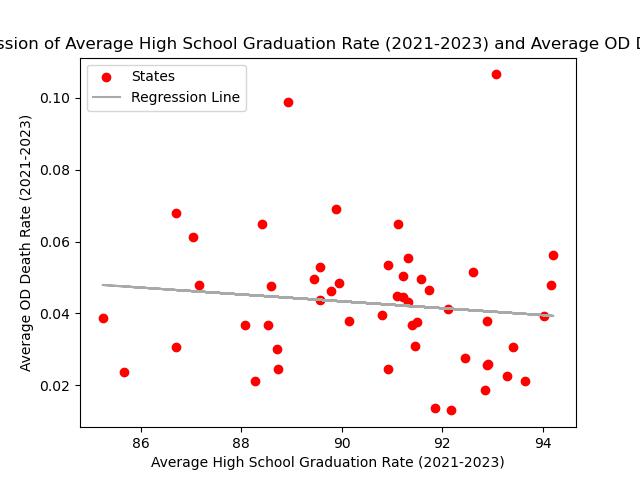 ssion of Average High School Graduation Rate (2021-2023) and Average OD D
States
Regression Line
0.10
0.08
0.06
0.04
0.02
Average OD Death Rate (2021-2023)
86 88 90 92 94
Average High School Graduation Rate (2021-2023)